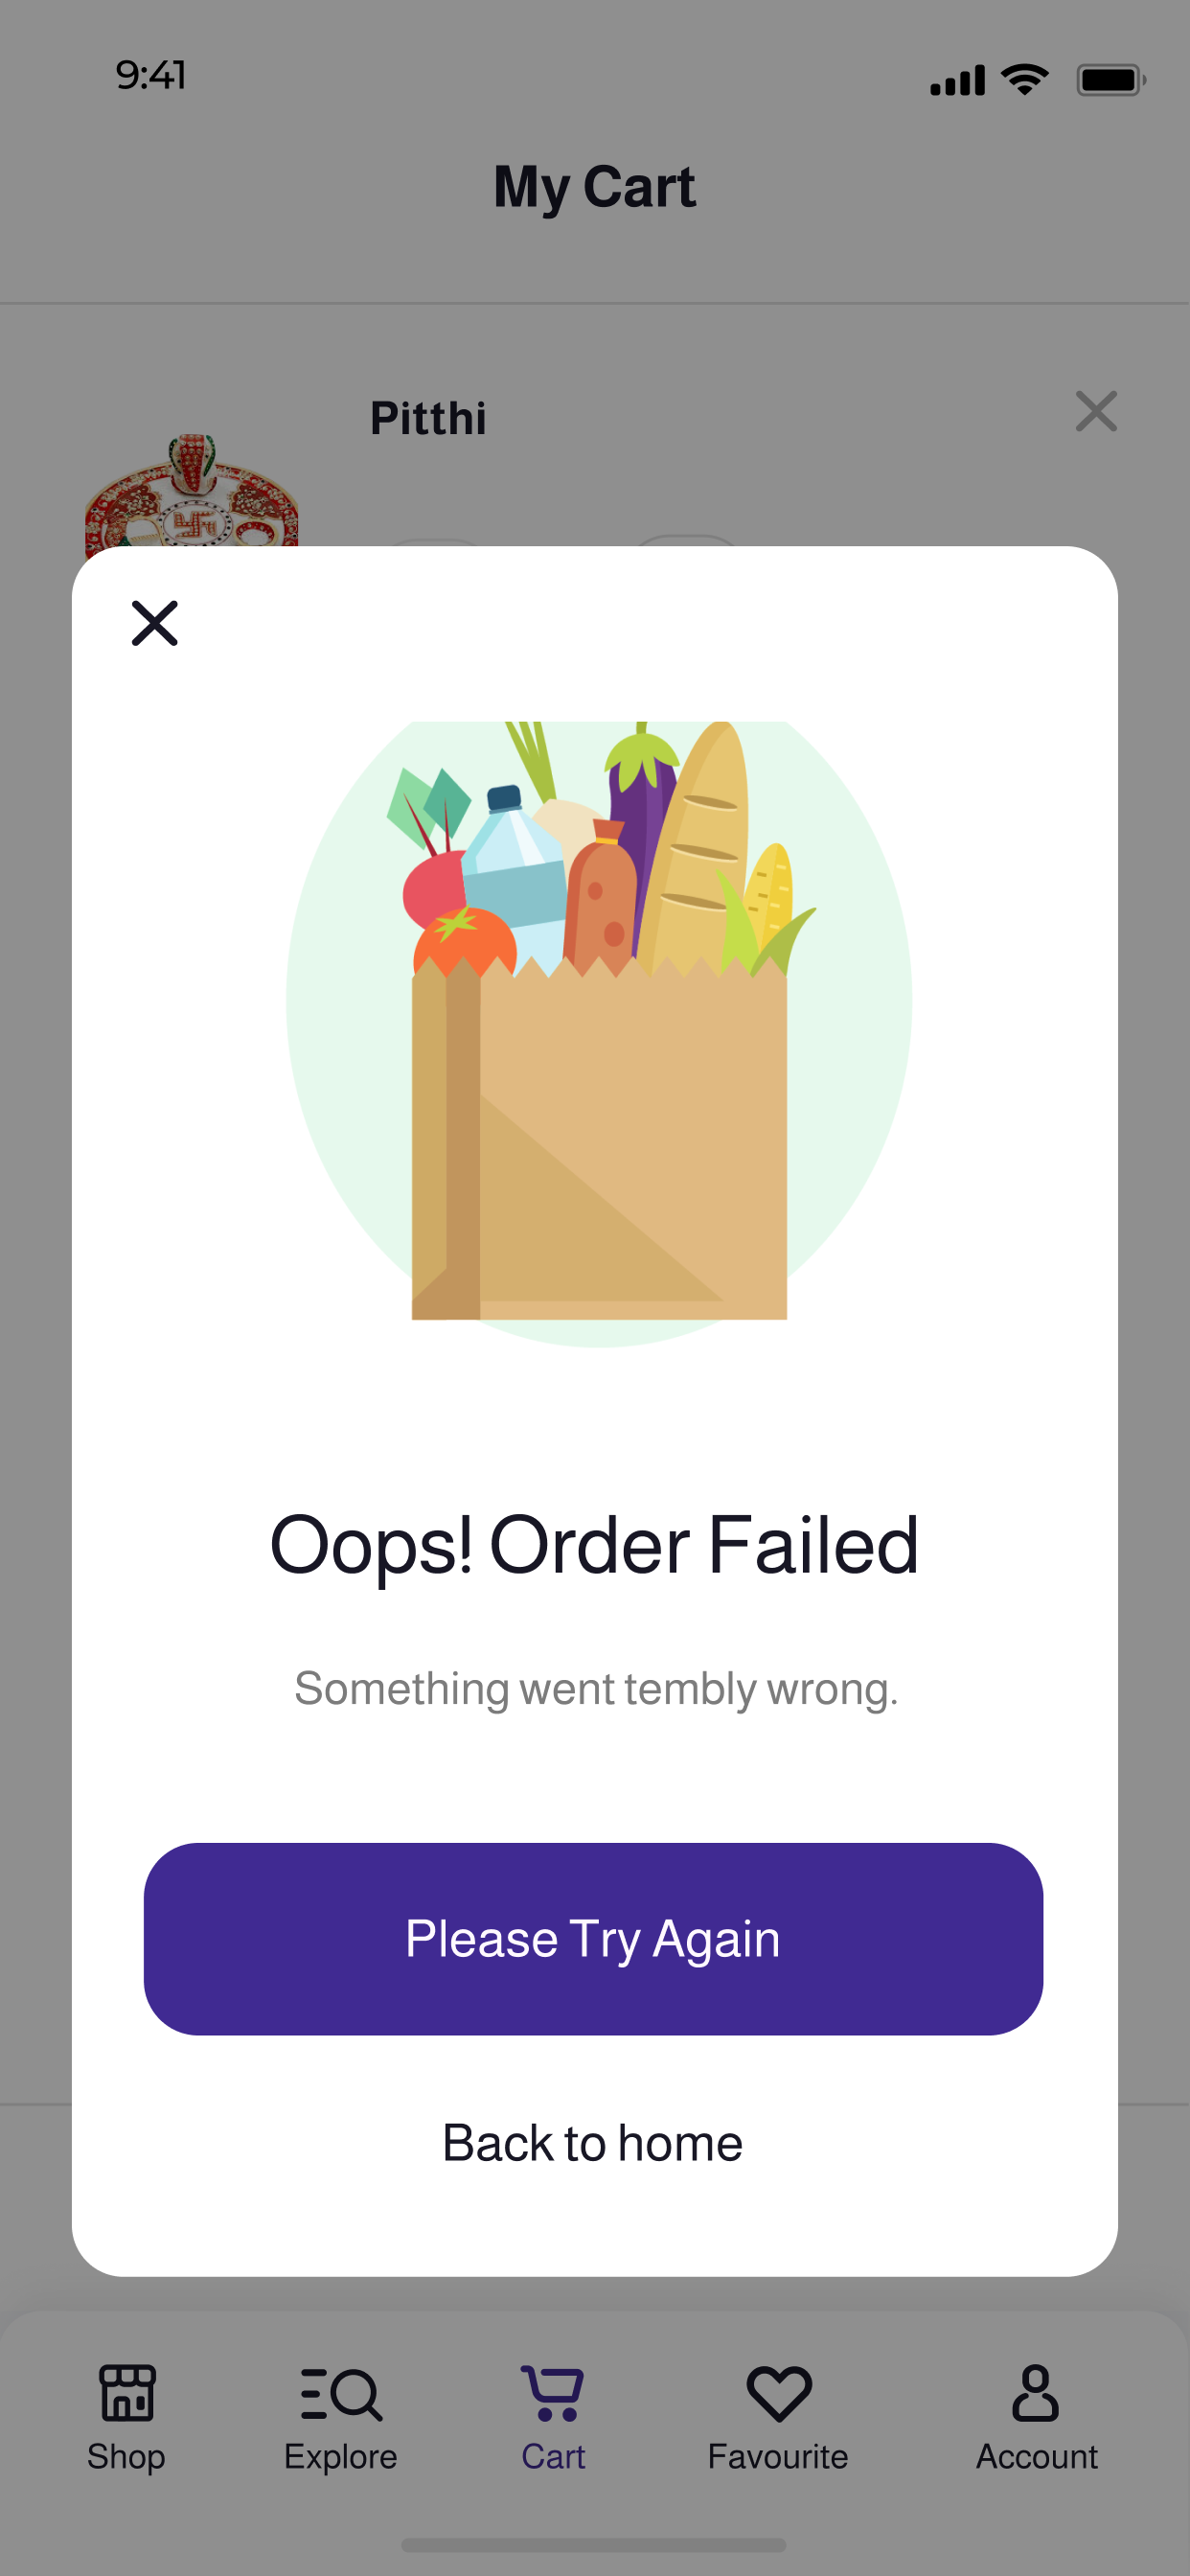 9:41
My Cart
Pitthi
Oops! Order Failed
Something went tembly wrong.
Please Try Again
Back to home
Shop
Explore
Cart
Favourite
Account